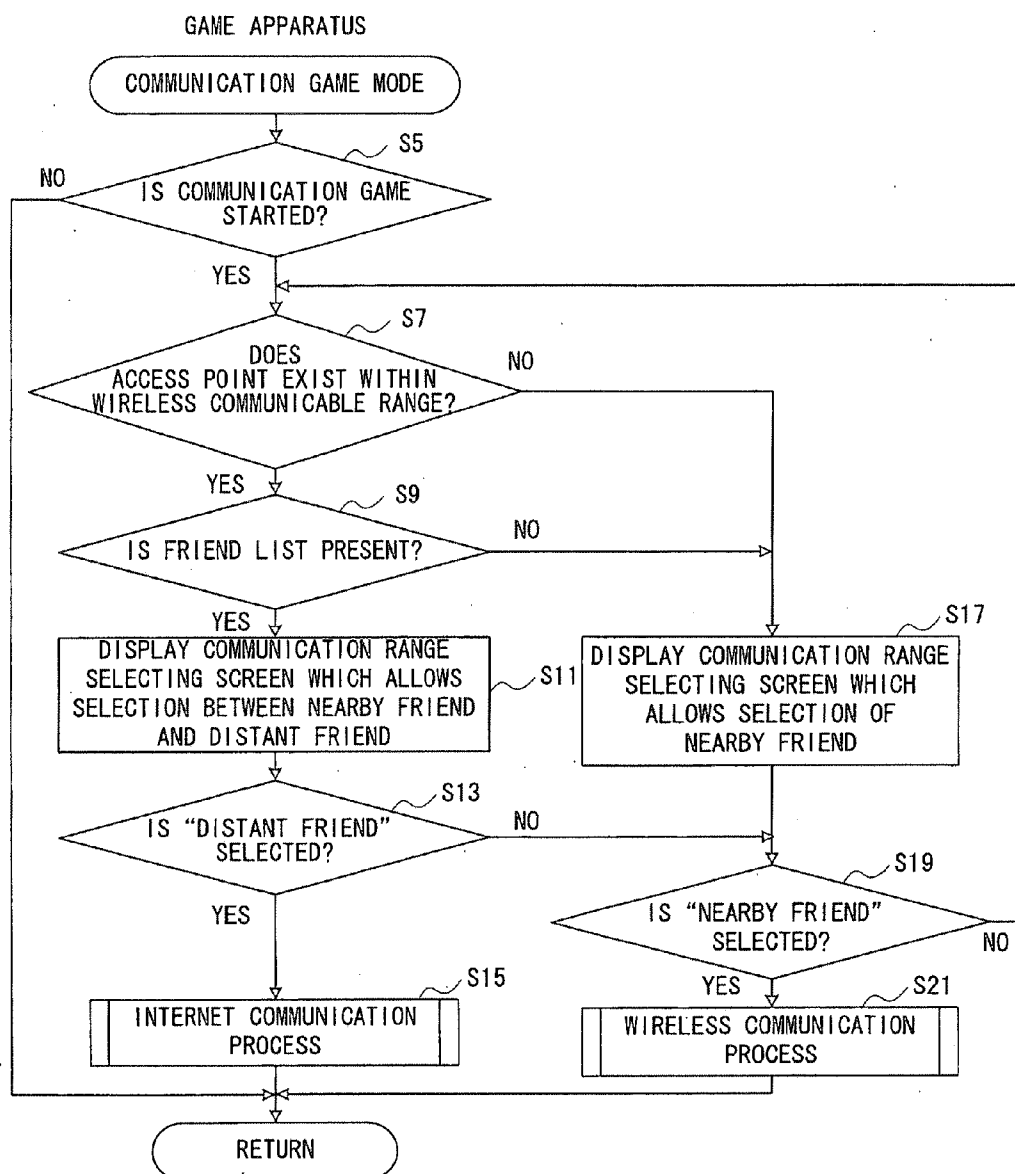 GAME APPARATUS
COMMUNICATION GAME MODE
S5
NO
IS COMMUNICATION GAME
STARTED?
YES
S7
DOES
ACCESS POINT EXIST WITHIN
WIRELESS COMMUNICABLE RANGE?
NO
YES
S9
IS FRIEND LIST PRESENT?
NO
YES
DISPLAY COMMUNICATION RANGE
SELECTING SCREEN WHICH ALLOWS
SELECTION BETWEEN NEARBY FRIEND
AND DISTANT FRIEND
S11
S17
DISPLAY COMMUNICATION RANGE
SELECTING SCREEN WHICH
ALLOWS SELECTION OF
NEARBY FRIEND
S13
IS “DISTANT FRIEND”
SELECTED?
NO
YES
S19
IS “NEARBY FRIEND”
SELECTED?
NO
YES
S15
INTERNET COMMUNICATION
PROCESS
S21
WIRELESS COMMUNICATION
PROCESS
RETURN